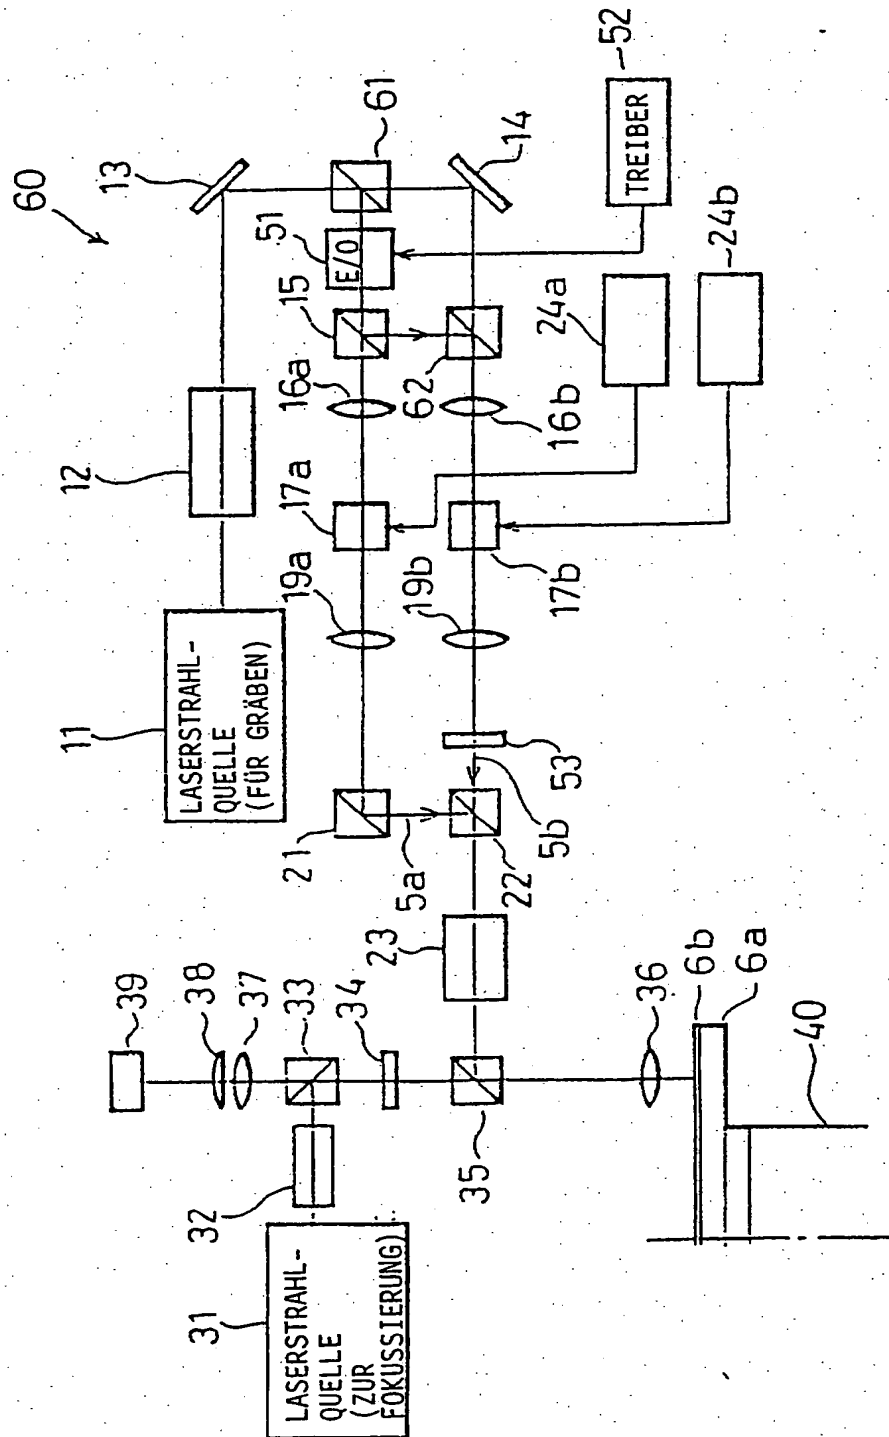 60
13
61
14
52
TREIBER
51
E/O
15
62
24a
24b
16a
16b
12
17a
17b
19a
19b
11
LASERSTRAHL-
QUELLE
(FÜR GRÄBEN)
53
5b
21
5a
22
23
39
38
37
33
34
35
36
6b
6a
40
32
31
LASERSTRAHL-
QUELLE
(ZUR
FOKUSSIERUNG)